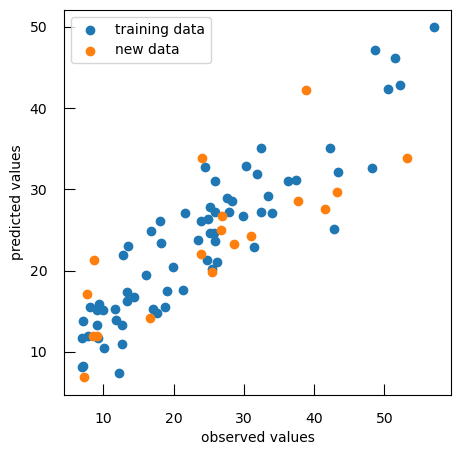 training data
new data
50
40
30
20
10
predicted values
10 20 30 40 50
observed values